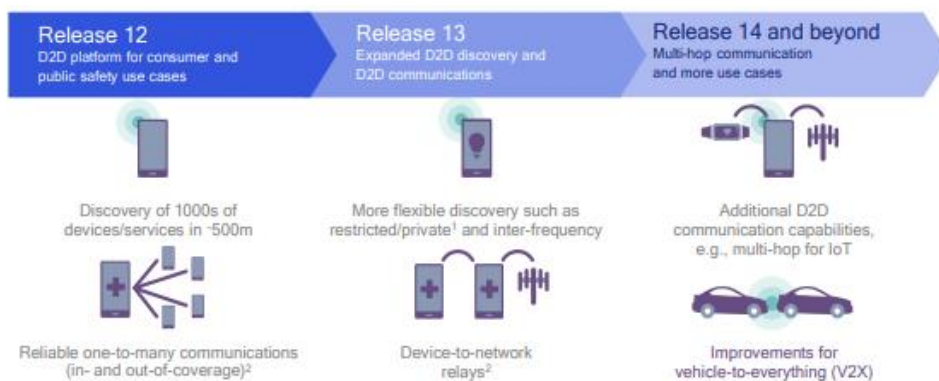 Release 12
D2D platform for consumer and
public safety use cases
Release 13
Expanded D2D discovery and
D2D communications
Release 14 and beyond
Multi-hop communication
and more use cases
Discovery of 1000s of
devices/services in ~500m
More flexible discovery such as
restricted/private¹ and inter-frequency
Additional D2D
communication capabilities,
e.g., multi-hop for IoT
Reliable one-to-many communications
(in- and out-of-coverage)²
Device-to-network
relays²
Improvements for
vehicle-to-everything (V2X)